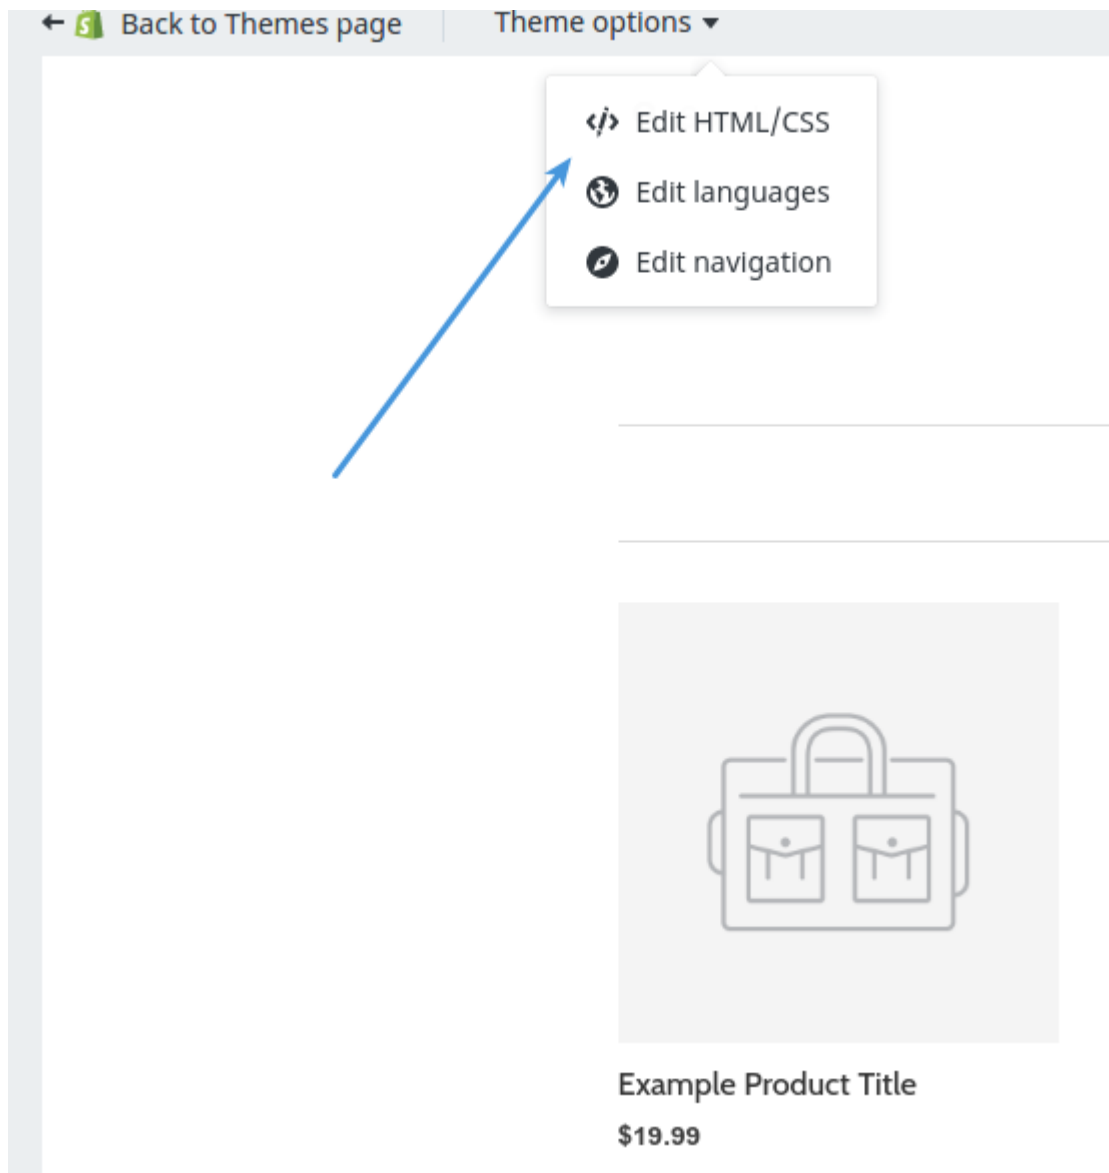 Back to Themes page
Theme options
Edit HTML/CSS
Edit languages
Edit navigation
Example Product Title
$19.99